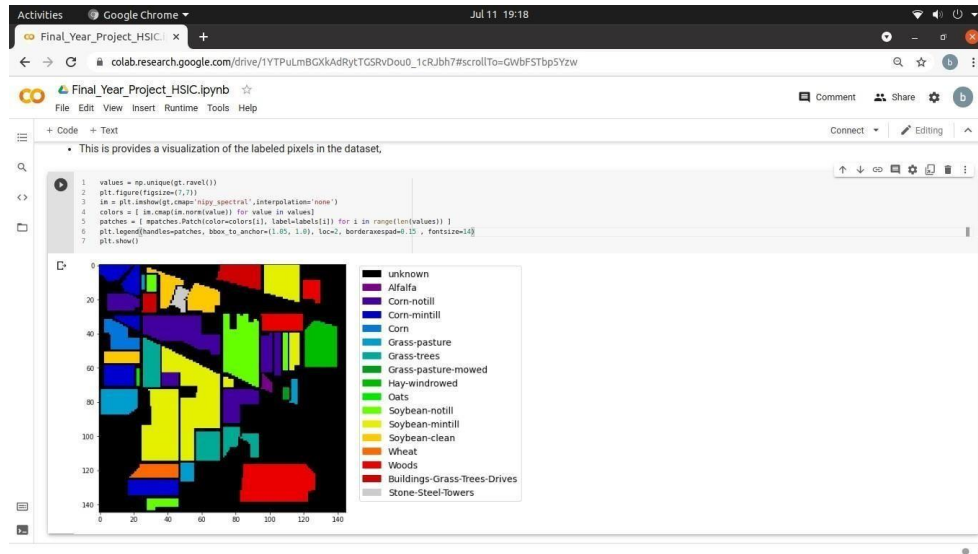 Activities Google Chrome Jul 11 19:18
Final_Year_Project_HSIC.i
colab.research.google.com/drive/1YTPuLmBGXkAdRytTGSRvDou0_1cRJbh7#scrollTo=GWbFSTbp5Yzw
Final_Year_Project_HSIC.ipynb
Comment Share b
File Edit View Insert Runtime Tools Help
+ Code + Text Connect Editing
• This is provides a visualization of the labeled pixels in the dataset,
1 values = np.unique(gt.ravel())
2 plt.figure(figsize=(7,7))
3 im = plt.imshow(gt,cmap='nipy_spectral',interpolation='none')
4 colors = [ im.cmap(im.norm(value)) for value in values]
5 patches = [ mpatches.Patch(color=colors[i], label=labels[i]) for i in range(len(values)) ]
6 plt.legend(handles=patches, bbox_to_anchor=(1.05, 1.0), loc=2, borderaxespad=0.15 , fontsize=14)
7 plt.show()
0
20
40
60
80
100
120
140
0 20 40 60 80 100 120 140
unknown
Alfalfa
Corn-notill
Corn-mintill
Corn
Grass-pasture
Grass-trees
Grass-pasture-mowed
Hay-windrowed
Oats
Soybean-notill
Soybean-mintill
Soybean-clean
Wheat
Woods
Buildings-Grass-Trees-Drives
Stone-Steel-Towers